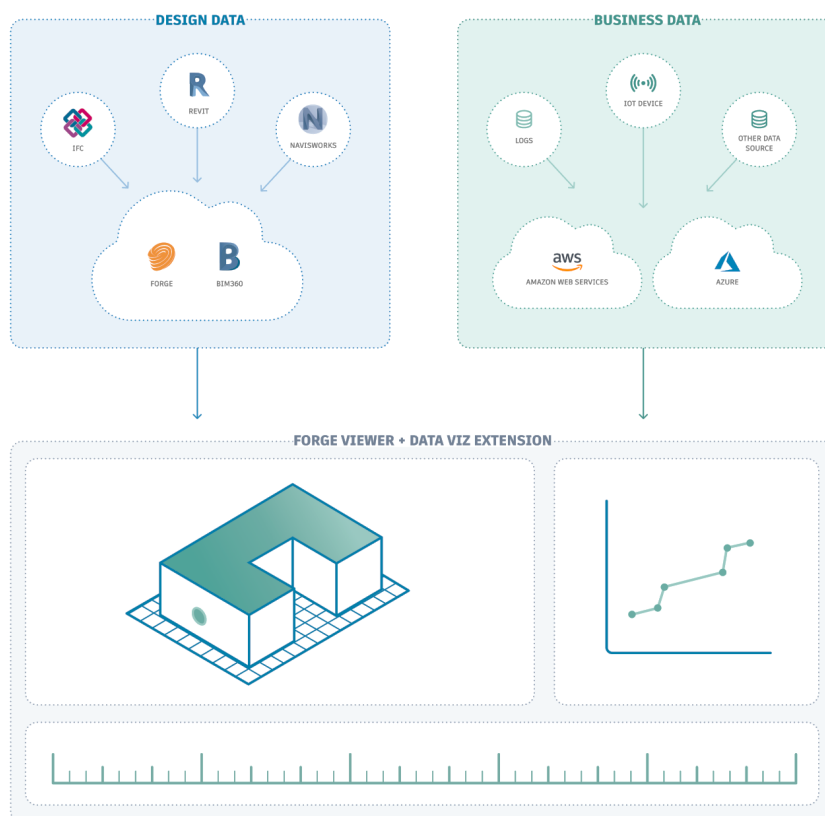 DESIGN DATA
BUSINESS DATA
R
REVIT
IOT DEVICE
IFC
N
NAVISWORKS
LOGS
OTHER DATA
SOURCE
B
FORGE
BIM360
aws
AMAZON WEB SERVICES
AZURE
FORGE VIEWER + DATA VIZ EXTENSION